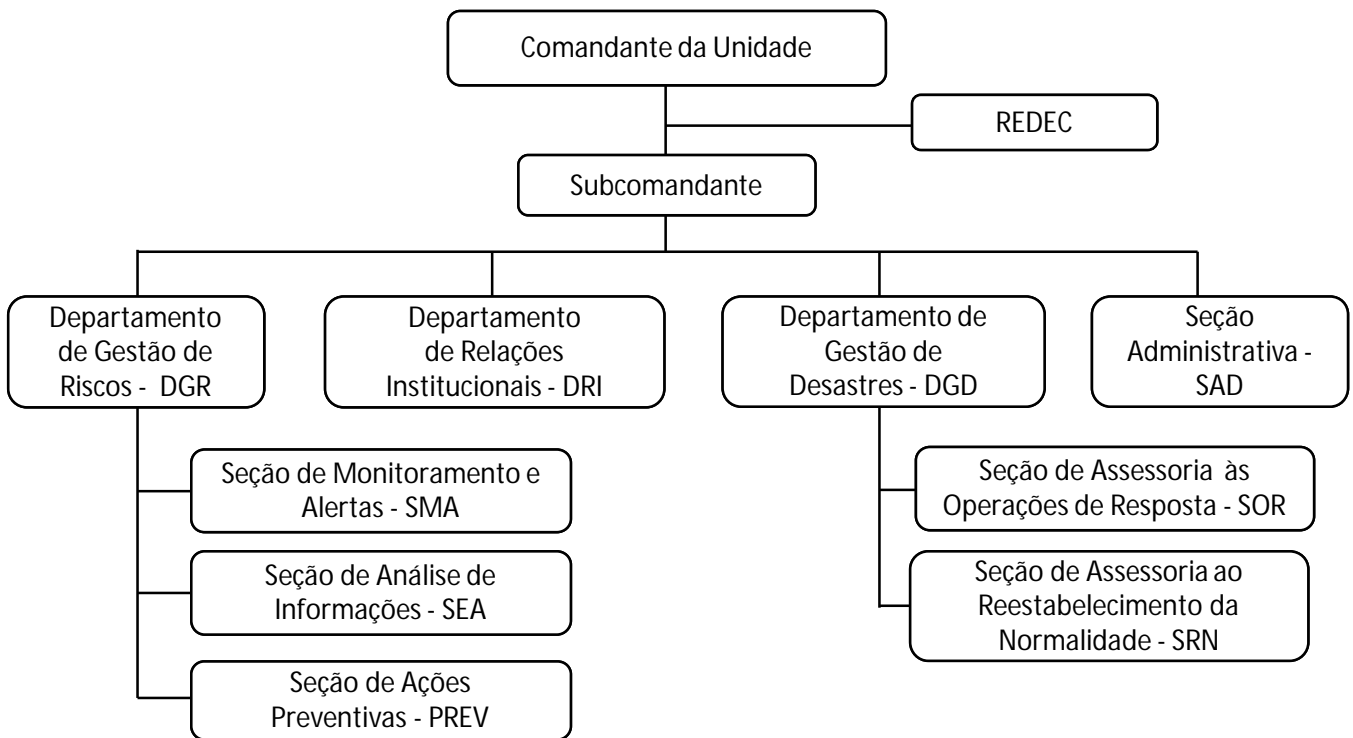 Comandante da Unidade
REDEC
Subcomandante
Departamento
de Gestão de
Riscos - DGR
Departamento
de Relações
Institucionais - DRI
Departamento de
Gestão de
Desastres - DGD
Seção
Administrativa -
SAD
Seção de Monitoramento e
Alertas - SMA
Seção de Análise de
Informações - SEA
Seção de Ações
Preventivas - PREV
Seção de Assessoria às
Operações de Resposta - SOR
Seção de Assessoria ao
Reestabelecimento da
Normalidade - SRN